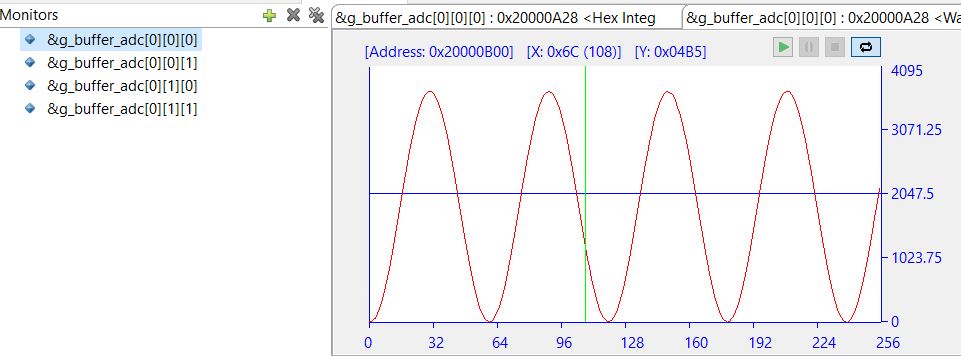 Monitors
&g_buffer_adc[0][0][0]
&g_buffer_adc[0][0][1]
&g_buffer_adc[0][1][0]
&g_buffer_adc[0][1][1]
&g_buffer_adc[0][0][0] : 0x20000A28 <Hex Integ
&g_buffer_adc[0][0][0] : 0x20000A28 <Wa
[Address: 0x20000B00] [X: 0x6C (108)] [Y: 0x04B5]
4095
3071.25
2047.5
1023.75
0
0 32 64 96 128 160 192 224 256